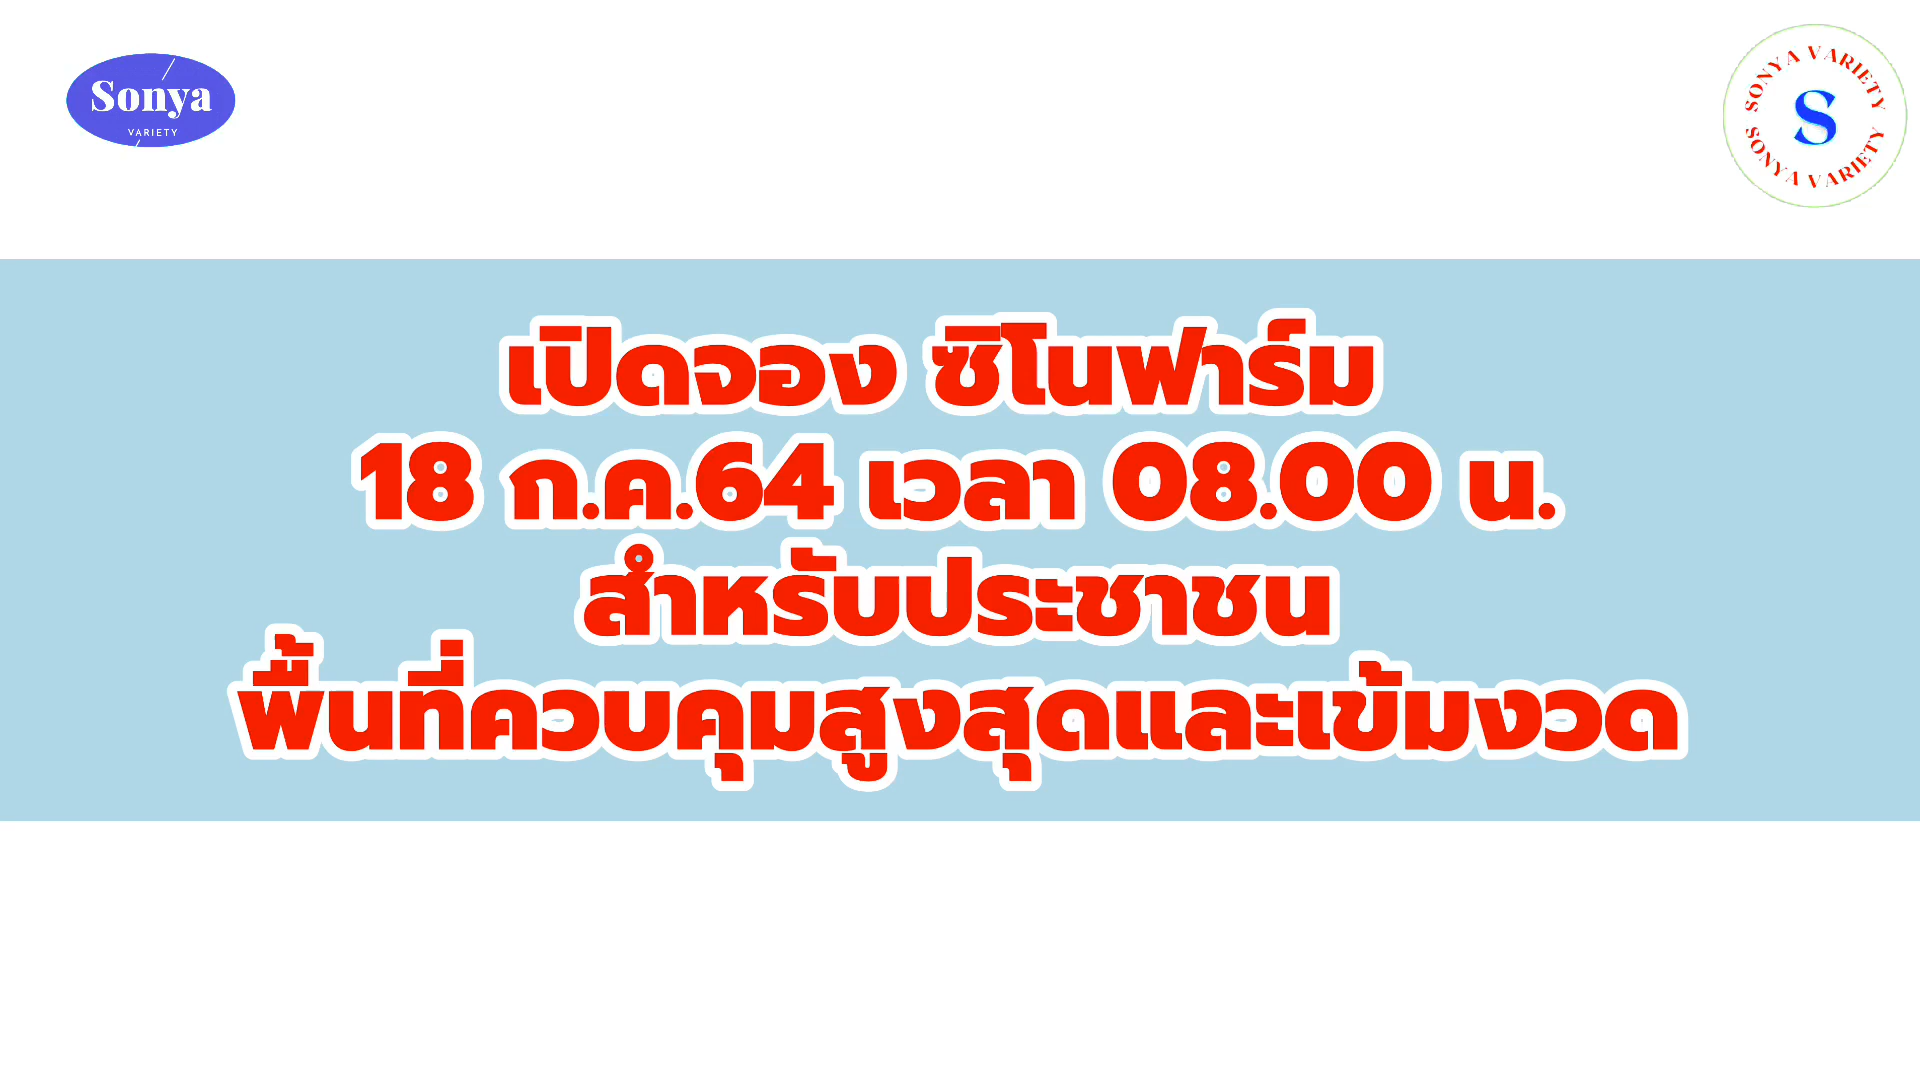 Sonya
VARIETY
SONYA VARIETY
S
SONYA VARIETY
เปิดจอง ซิโนฟาร์ม
18 ก.ค.64 เวลา 08.00 น.
สำหรับประชาชน
พื้นที่ควบคุมสูงสุดและเข้มงวด